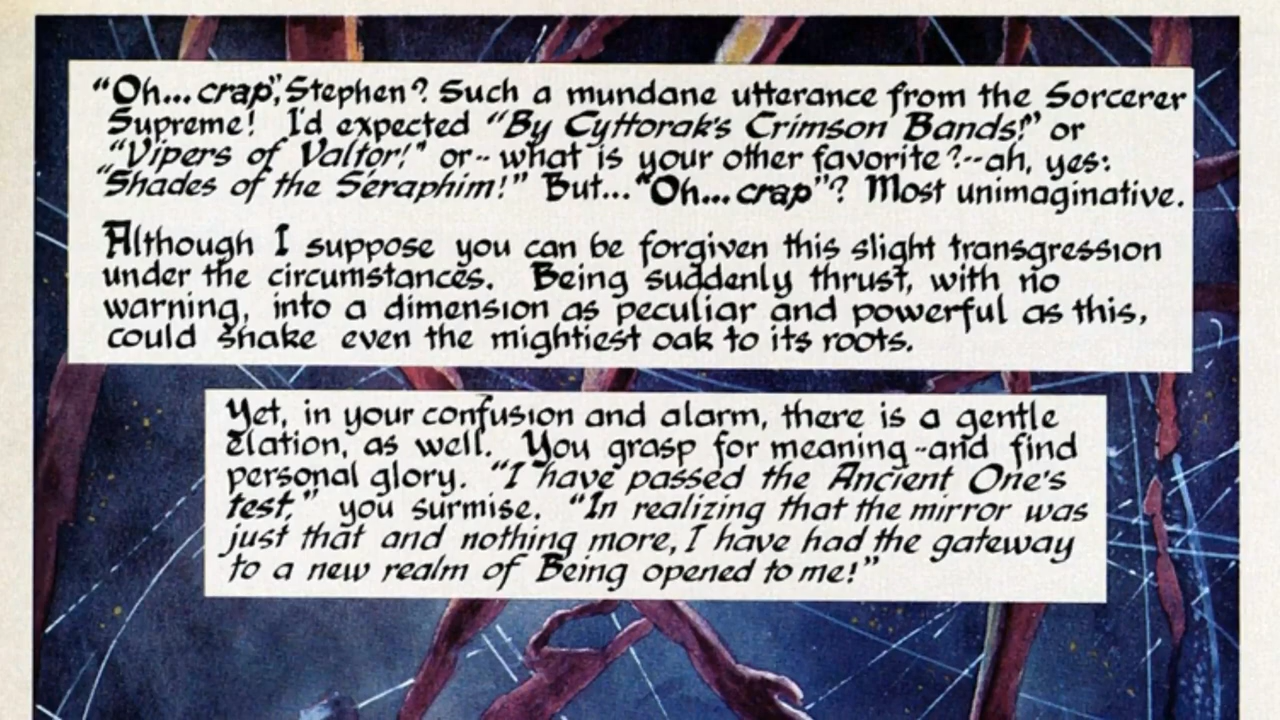 "Oh... crap", Stephen? Such a mundane utterance from the Sorcerer
Supreme! I'd expected "By Cyttorak's Crimson Bands!" or
"Vipers of Valtor!" or-- what is your other favorite?--ah, yes:
"Shades of the Seraphim!" But... "Oh... crap"? Most unimaginative.
Although I suppose you can be forgiven this slight transgression
under the circumstances. Being suddenly thrust, with no
warning, into a dimension as peculiar and powerful as this,
could shake even the mightiest oak to its roots.
Yet, in your confusion and alarm, there is a gentle
elation, as well. You grasp for meaning--and find
personal glory. "I have passed the Ancient One's
test," you surmise. "In realizing that the mirror was
just that and nothing more, I have had the gateway
to a new realm of Being opened to me!"